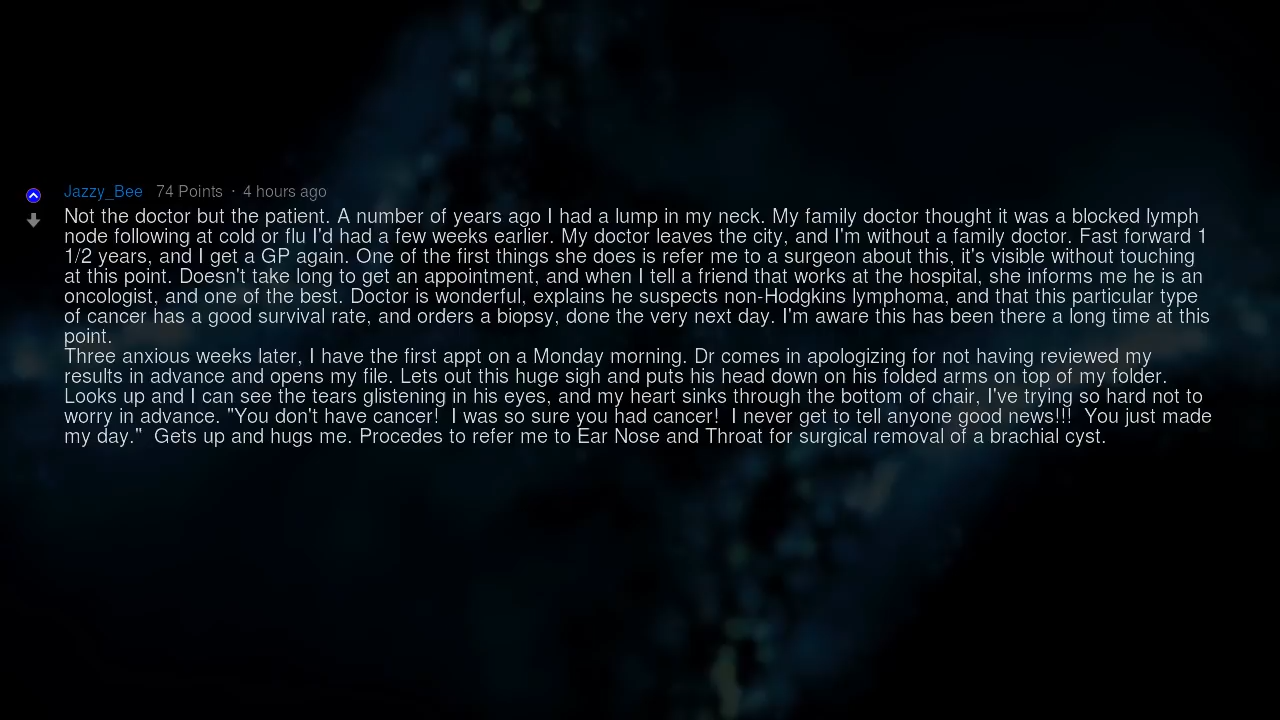 Jazzy_Bee 74 Points · 4 hours ago
Not the doctor but the patient. A number of years ago I had a lump in my neck. My family doctor thought it was a blocked lymph
node following at cold or flu I'd had a few weeks earlier. My doctor leaves the city, and I'm without a family doctor. Fast forward 1
1/2 years, and I get a GP again. One of the first things she does is refer me to a surgeon about this, it's visible without touching
at this point. Doesn't take long to get an appointment, and when I tell a friend that works at the hospital, she informs me he is an
oncologist, and one of the best. Doctor is wonderful, explains he suspects non-Hodgkins lymphoma, and that this particular type
of cancer has a good survival rate, and orders a biopsy, done the very next day. I'm aware this has been there a long time at this
point.
Three anxious weeks later, I have the first appt on a Monday morning. Dr comes in apologizing for not having reviewed my
results in advance and opens my file. Lets out this huge sigh and puts his head down on his folded arms on top of my folder.
Looks up and I can see the tears glistening in his eyes, and my heart sinks through the bottom of chair, I've trying so hard not to
worry in advance. "You don't have cancer!  I was so sure you had cancer!  I never get to tell anyone good news!!!  You just made
my day."  Gets up and hugs me. Procedes to refer me to Ear Nose and Throat for surgical removal of a brachial cyst.